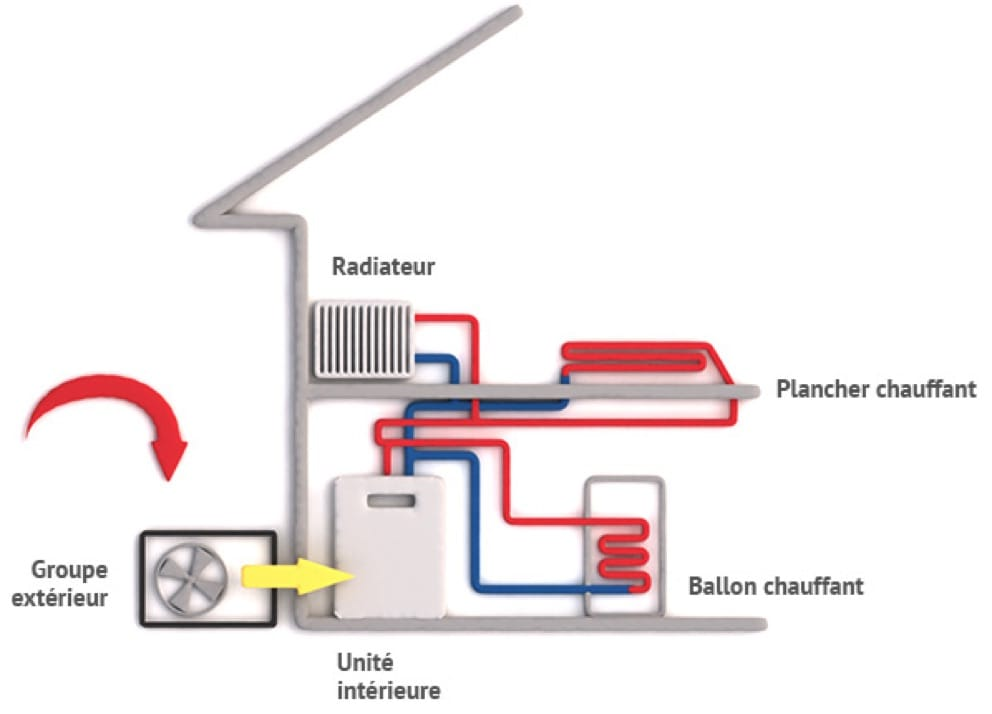 Radiateur
Plancher chauffant
Groupe
extérieur
Ballon chauffant
Unité
intérieure